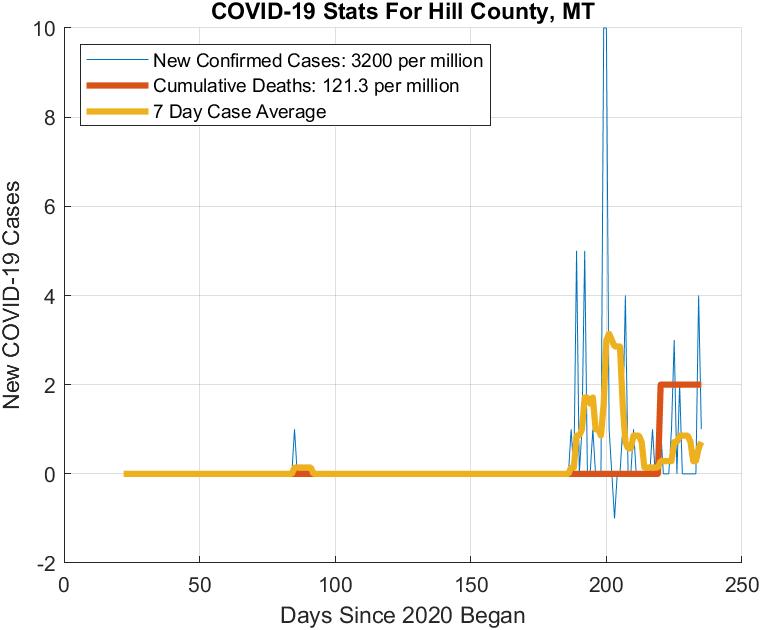 COVID-19 Stats For Hill County, MT
New Confirmed Cases: 3200 per million
Cumulative Deaths: 121.3 per million
7 Day Case Average
New COVID-19 Cases
10
8
6
4
2
0
-2
0 50 100 150 200 250
Days Since 2020 Began